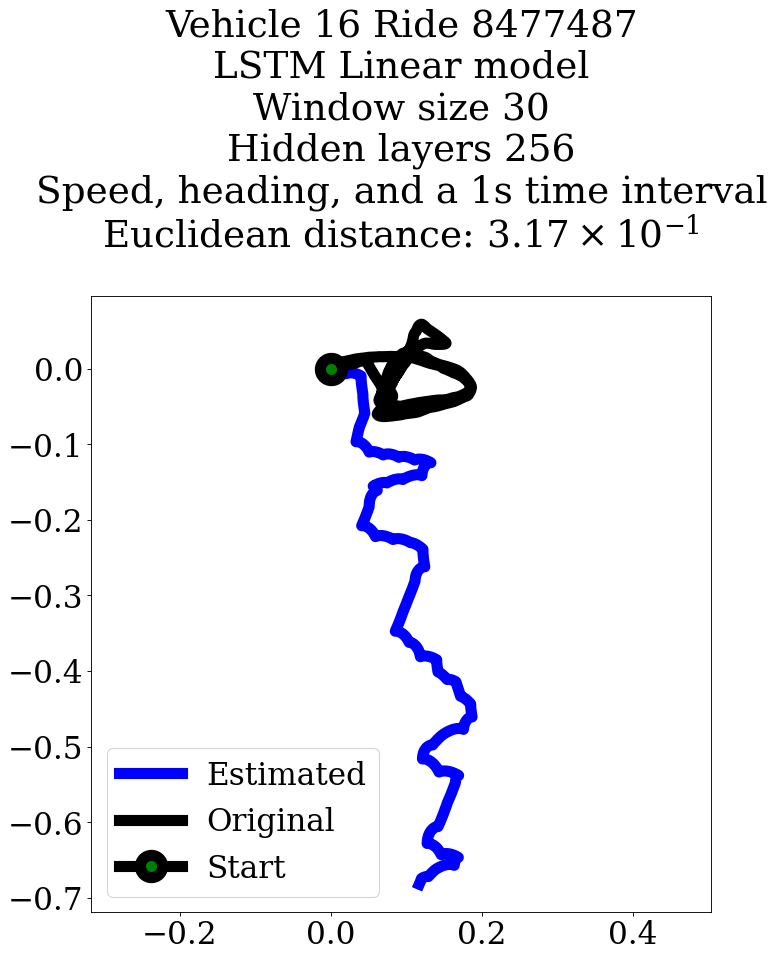 Vehicle 16 Ride 8477487
LSTM Linear model
Window size 30
Hidden layers 256
Speed, heading, and a 1s time interval
Euclidean distance: 3.17 × 10⁻¹
0.0
−0.1
−0.2
−0.3
−0.4
−0.5
−0.6
−0.7
Estimated
Original
Start
−0.2 0.0 0.2 0.4